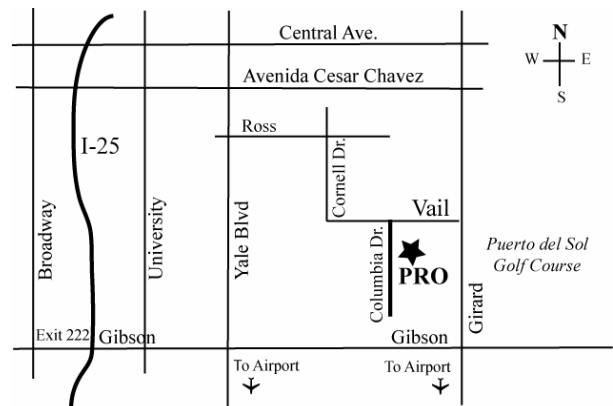 Central Ave.
N
W
E
S
Avenida Cesar Chavez
Ross
I-25
Cornell Dr.
Vail
Broadway
University
Yale Blvd
Columbia Dr.
PRO
Puerto del Sol
Golf Course
Girard
Exit 222
Gibson
Gibson
To Airport
To Airport